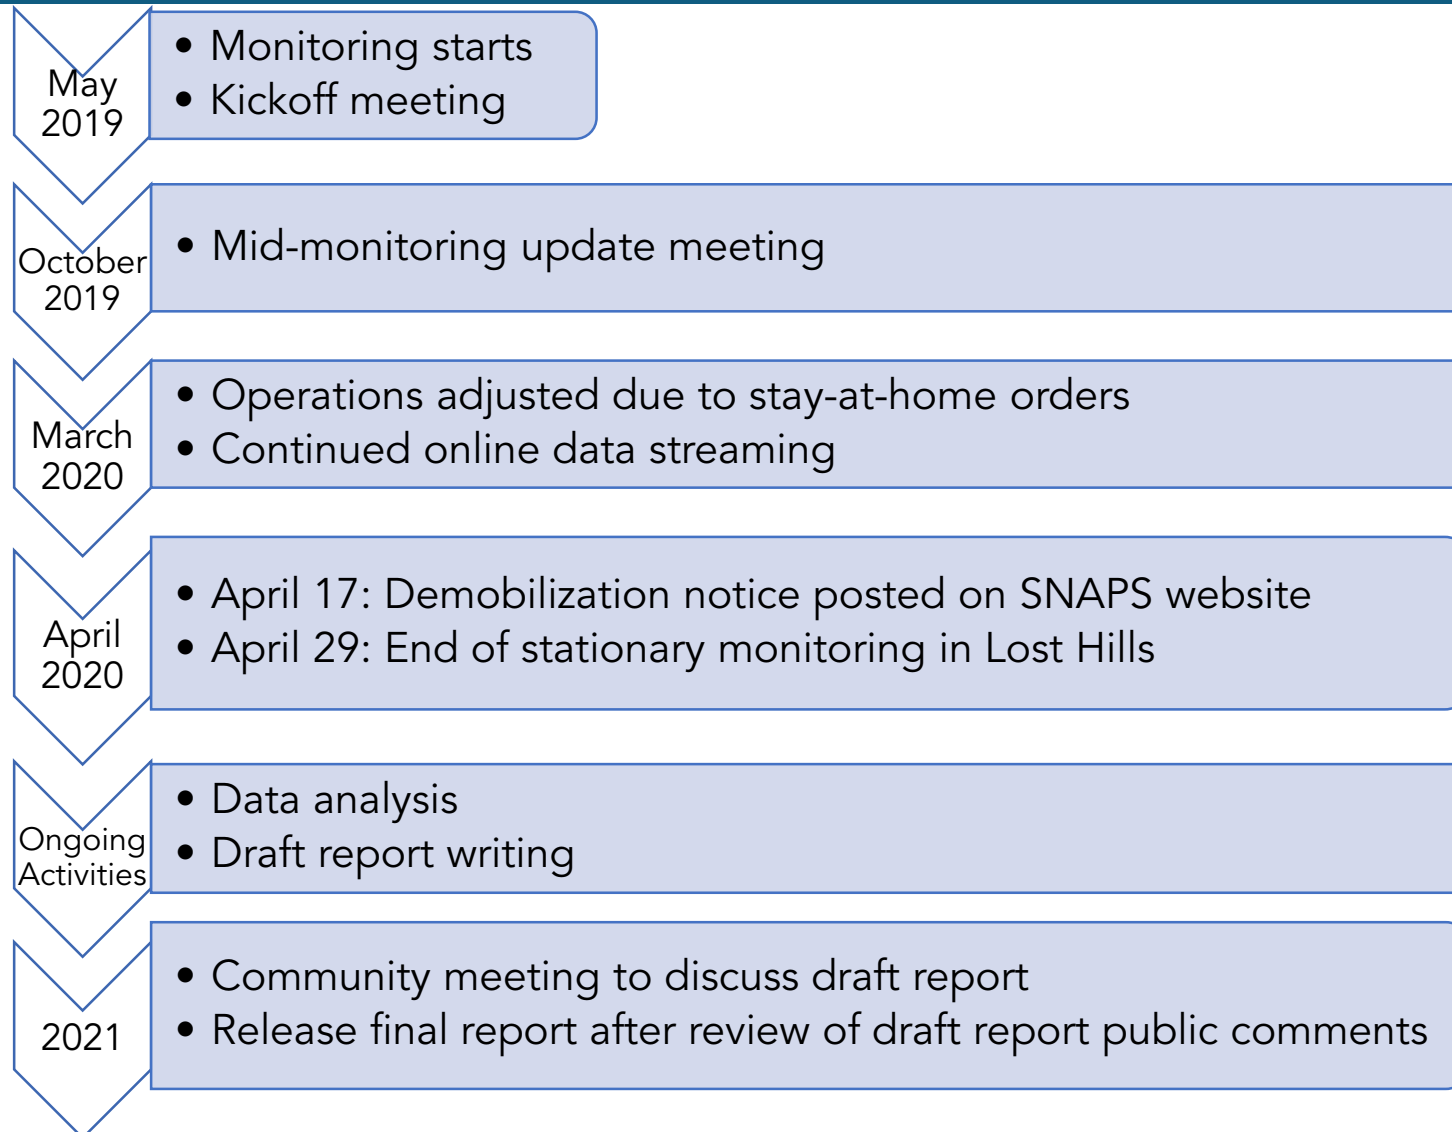 May
2019
• Monitoring starts
• Kickoff meeting
October
2019
• Mid-monitoring update meeting
March
2020
• Operations adjusted due to stay-at-home orders
• Continued online data streaming
April
2020
• April 17: Demobilization notice posted on SNAPS website
• April 29: End of stationary monitoring in Lost Hills
Ongoing
Activities
• Data analysis
• Draft report writing
2021
• Community meeting to discuss draft report
• Release final report after review of draft report public comments